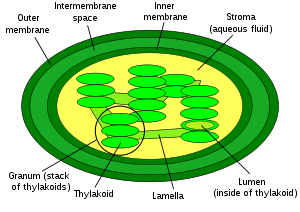 Outer
membrane
Intermembrane
space
Inner
membrane
Stroma
(aqueous fluid)
Granum (stack
of thylakoids)
Thylakoid
Lamella
Lumen
(inside of thylakoid)